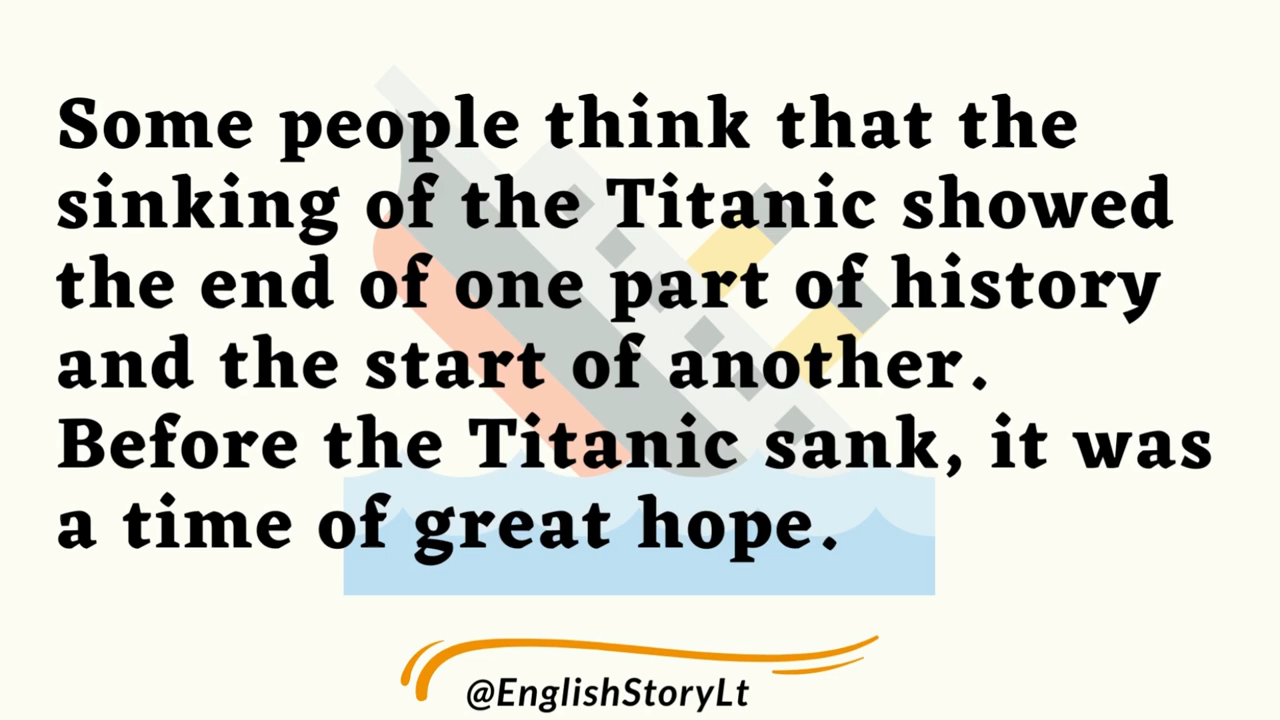 Some people think that the
sinking of the Titanic showed
the end of one part of history
and the start of another.
Before the Titanic sank, it was
a time of great hope.
@EnglishStoryLt